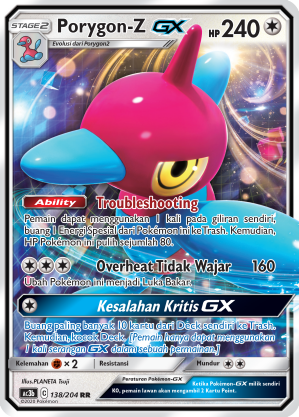 STAGE2 Porygon-Z GX HP 240
Evolusi dari Porygon2
Ability Troubleshooting
Pemain dapat menggunakan 1 kali pada giliran sendiri,
buang 1 Energi Spesial dari Pokémon ini ke Trash. Kemudian,
HP Pokémon ini pulih sejumlah 80.
Overheat Tidak Wajar 160
Ubah Pokémon ini menjadi Luka Bakar.
Kesalahan Kritis GX
Buang paling banyak 10 kartu dari Deck sendiri ke Trash.
Kemudian, kocok Deck. [Pemain hanya dapat menggunakan
1 kali serangan GX dalam sebuah permainan.]
Kelemahan × 2 Resistansi Mundur
Illus. PLANETA Tsuji
Peraturan Pokémon-GX Ketika Pokémon-GX milik sendiri
KO, pemain lawan mengambil 2 Kartu Point.
ac3b G 138/204 RR
©2020 Pokémon